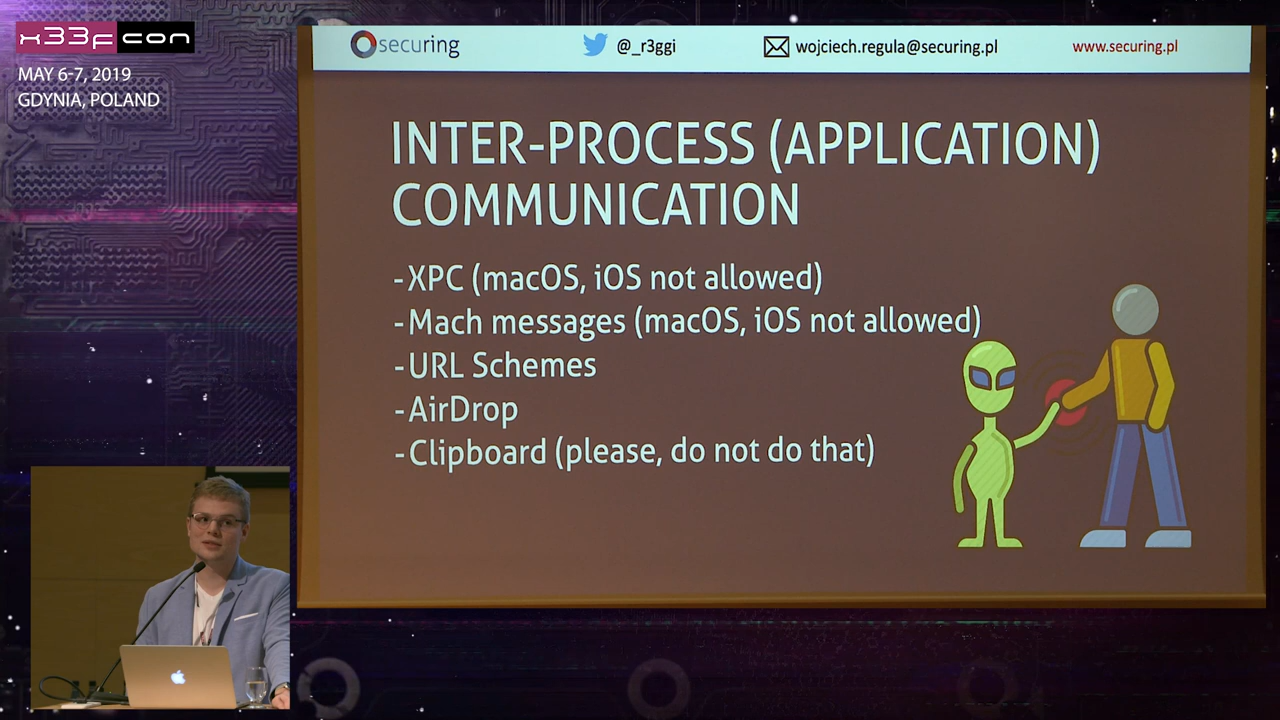 x33fcon
MAY 6-7, 2019
GDYNIA, POLAND
securing
@_r3ggi
wojciech.regula@securing.pl
www.securing.pl
INTER-PROCESS (APPLICATION)
COMMUNICATION
-XPC (macOS, iOS not allowed)
-Mach messages (macOS, iOS not allowed)
-URL Schemes
-AirDrop
-Clipboard (please, do not do that)